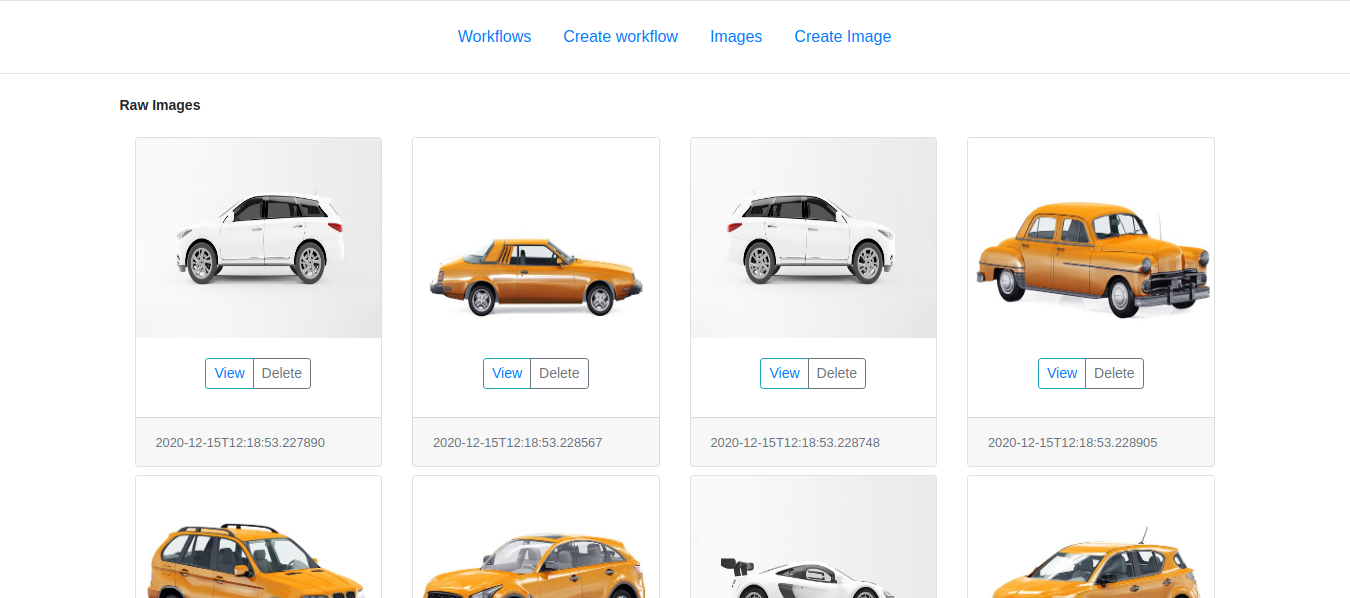 Workflows Create workflow Images Create Image
Raw Images
View Delete View Delete View Delete View Delete
2020-12-15T12:18:53.227890 2020-12-15T12:18:53.228567 2020-12-15T12:18:53.228748 2020-12-15T12:18:53.228905